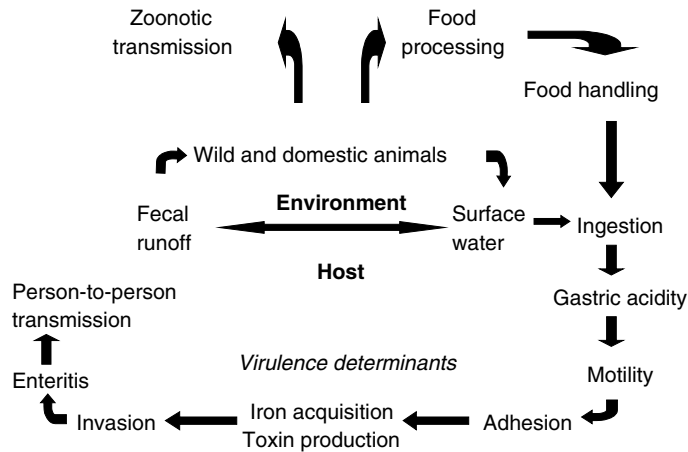 Zoonotic
transmission
Food
processing
Food handling
Wild and domestic animals
Environment
Fecal
runoff
Surface
water
Ingestion
Host
Person-to-person
transmission
Gastric acidity
Virulence determinants
Motility
Enteritis
Invasion
Iron acquisition
Toxin production
Adhesion